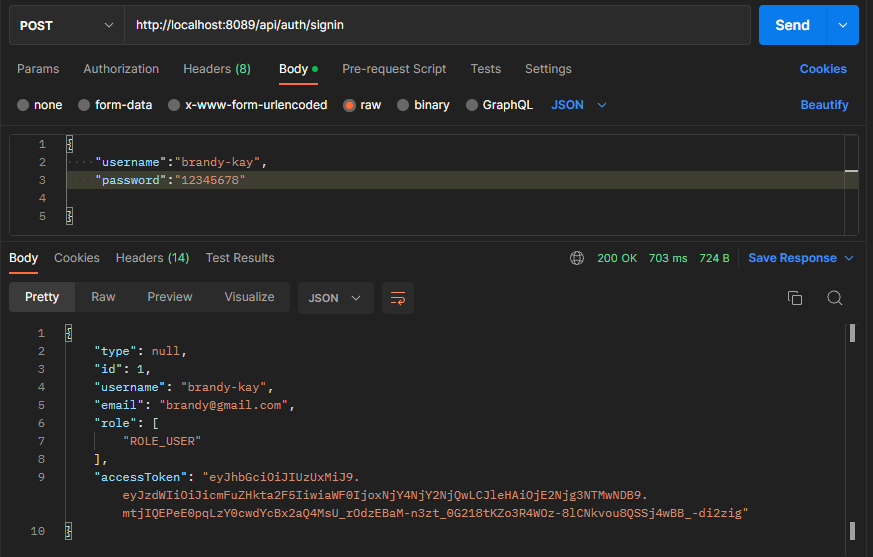 POST http://localhost:8089/api/auth/signin Send
Params Authorization Headers (8) Body Pre-request Script Tests Settings Cookies
none form-data x-www-form-urlencoded raw binary GraphQL JSON Beautify
1 {
2 "username":"brandy-kay",
3 "password":"12345678"
4
5 }
Body Cookies Headers (14) Test Results 200 OK 703 ms 724 B Save Response
Pretty Raw Preview Visualize JSON
1 {
2 "type": null,
3 "id": 1,
4 "username": "brandy-kay",
5 "email": "brandy@gmail.com",
6 "role": [
7 "ROLE_USER"
8 ],
9 "accessToken": "eyJhbGciOiJIUzUxMiJ9.
eyJzdWIiOiJicmFuZHkta2F5IiwiaWF0IjoxNjY4NjY2NjQwLCJleHAiOjE2Njg3NTMwNDB9.
mtjIQEPeE0pqLzY0cwdYcBx2aQ4MsU_rOdzEBaM-n3zt_0G218tKZo3R4WOz-8lCNkvou8QSSj4wBB_-di2zig"
10 }